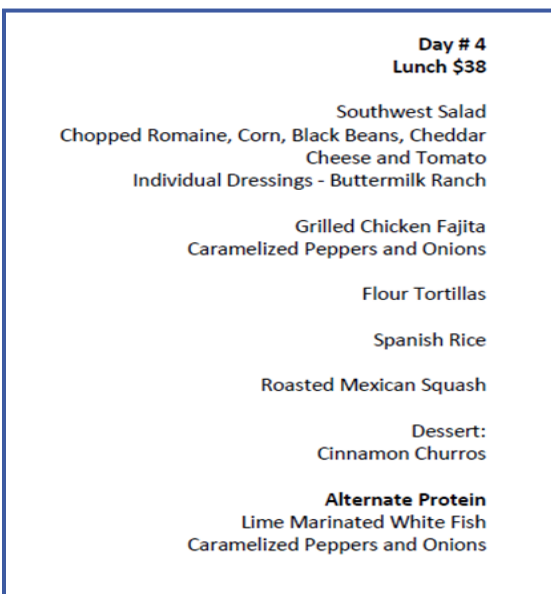 Day # 4
Lunch $38
Southwest Salad
Chopped Romaine, Corn, Black Beans, Cheddar
Cheese and Tomato
Individual Dressings - Buttermilk Ranch
Grilled Chicken Fajita
Caramelized Peppers and Onions
Flour Tortillas
Spanish Rice
Roasted Mexican Squash
Dessert:
Cinnamon Churros
Alternate Protein
Lime Marinated White Fish
Caramelized Peppers and Onions